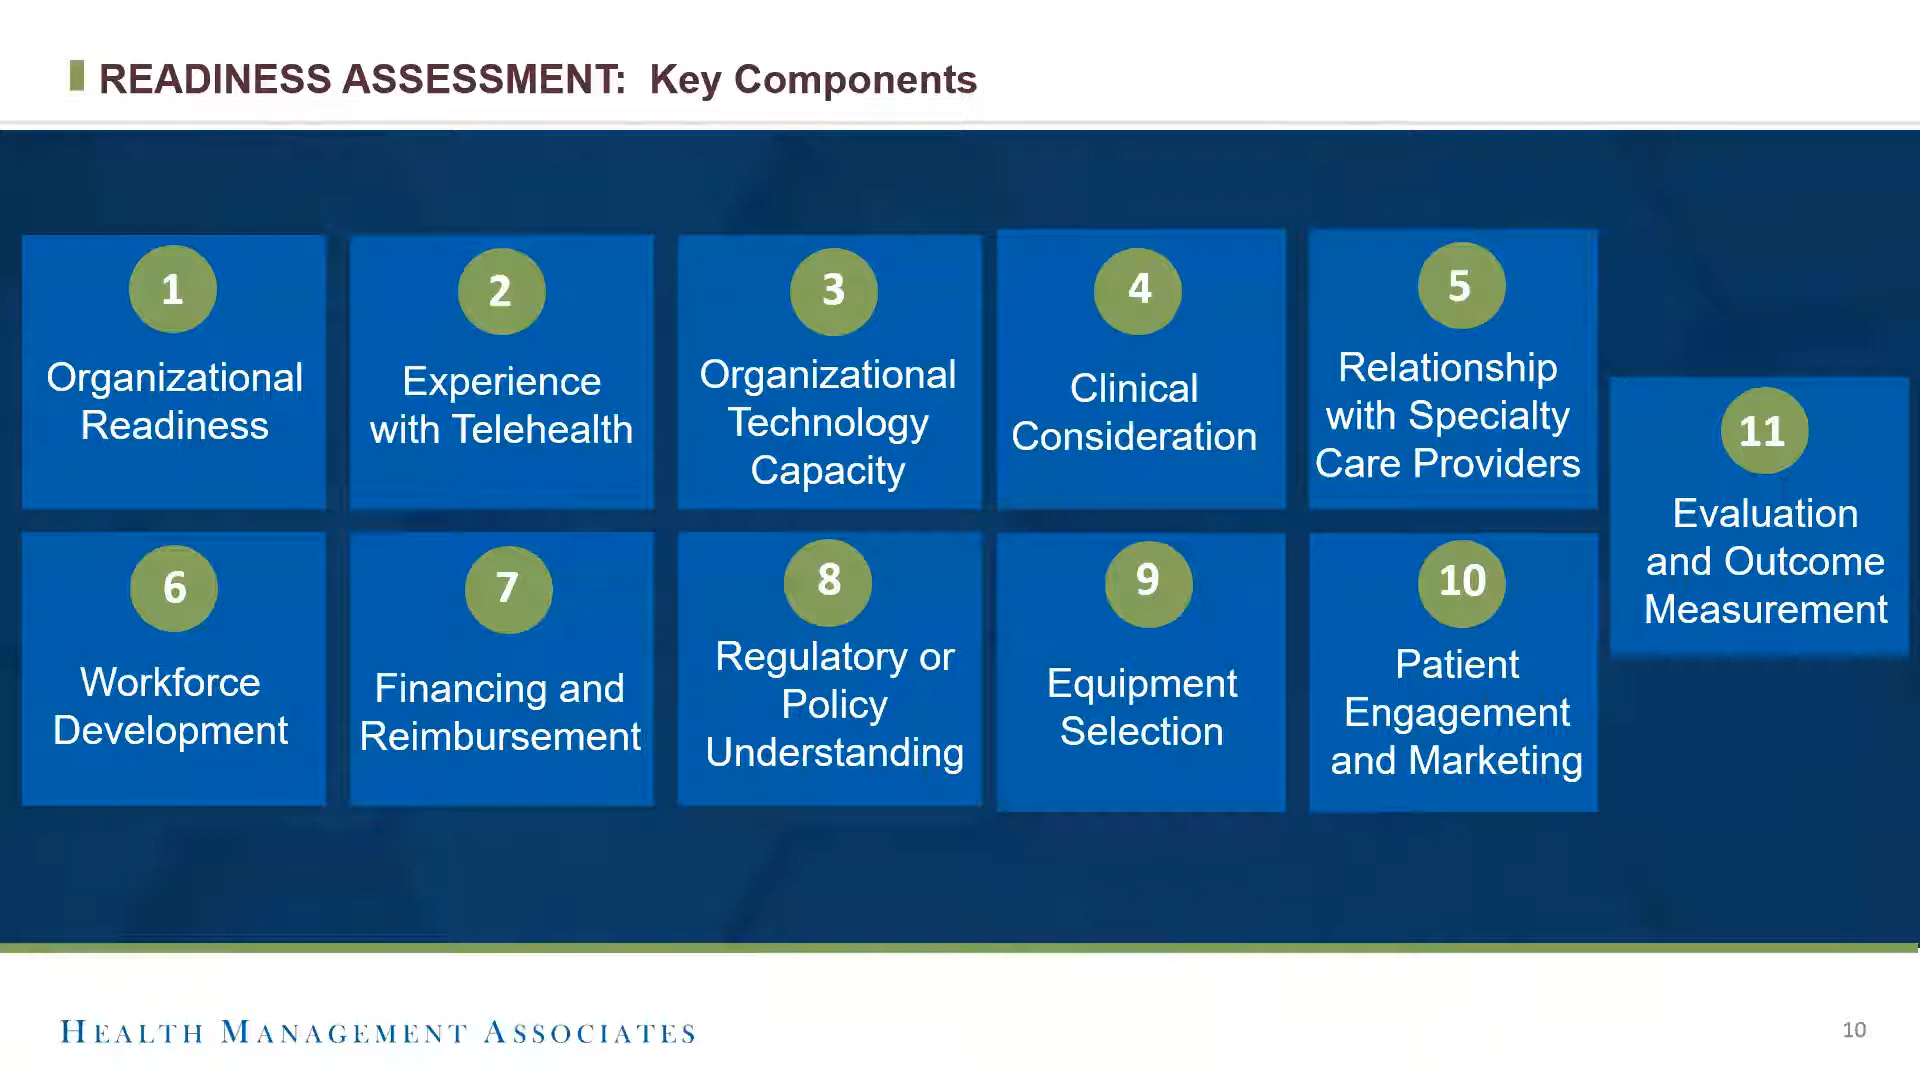 READINESS ASSESSMENT: Key Components
1
Organizational
Readiness
2
Experience
with Telehealth
3
Organizational
Technology
Capacity
4
Clinical
Consideration
5
Relationship
with Specialty
Care Providers
6
Workforce
Development
7
Financing and
Reimbursement
8
Regulatory or
Policy
Understanding
9
Equipment
Selection
10
Patient
Engagement
and Marketing
11
Evaluation
and Outcome
Measurement
HEALTH MANAGEMENT ASSOCIATES
10